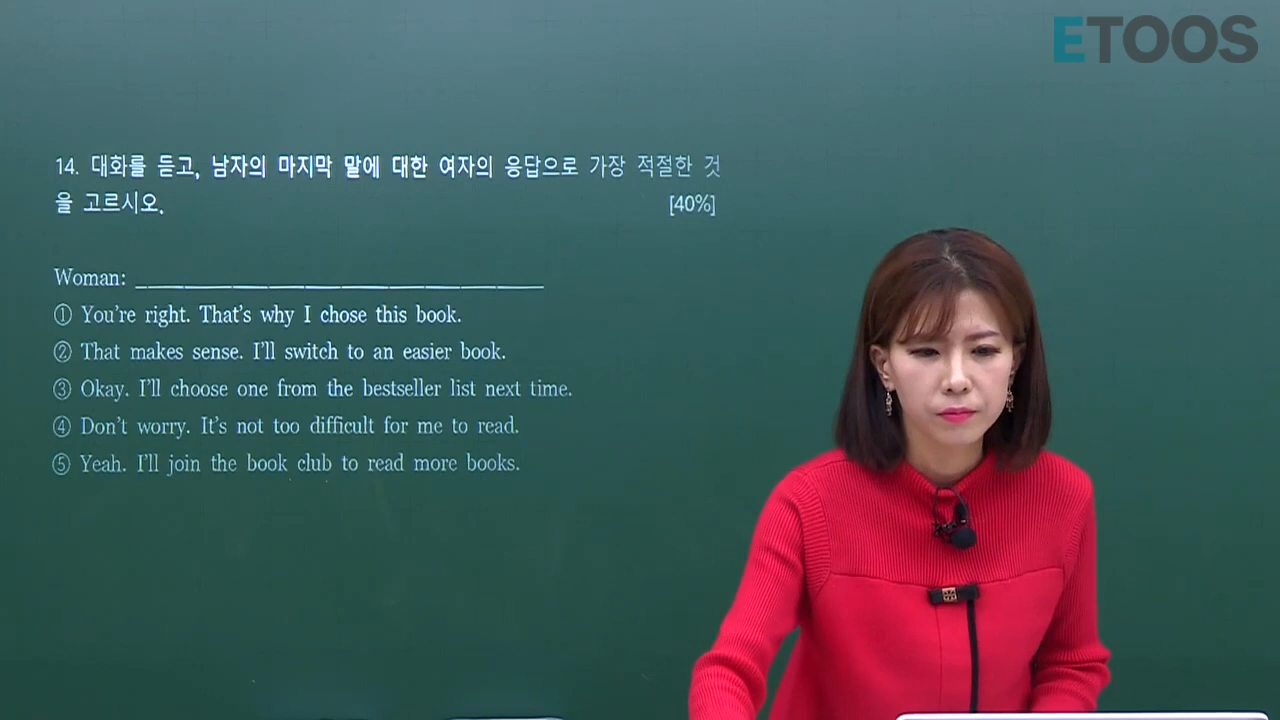 ETOOS
14. 대화를 듣고, 남자의 마지막 말에 대한 여자의 응답으로 가장 적절한 것
을 고르시오. [40%]
Woman: ______________________
① You're right. That's why I chose this book.
② That makes sense. I'll switch to an easier book.
③ Okay. I'll choose one from the bestseller list next time.
④ Don't worry. It's not too difficult for me to read.
⑤ Yeah. I'll join the book club to read more books.